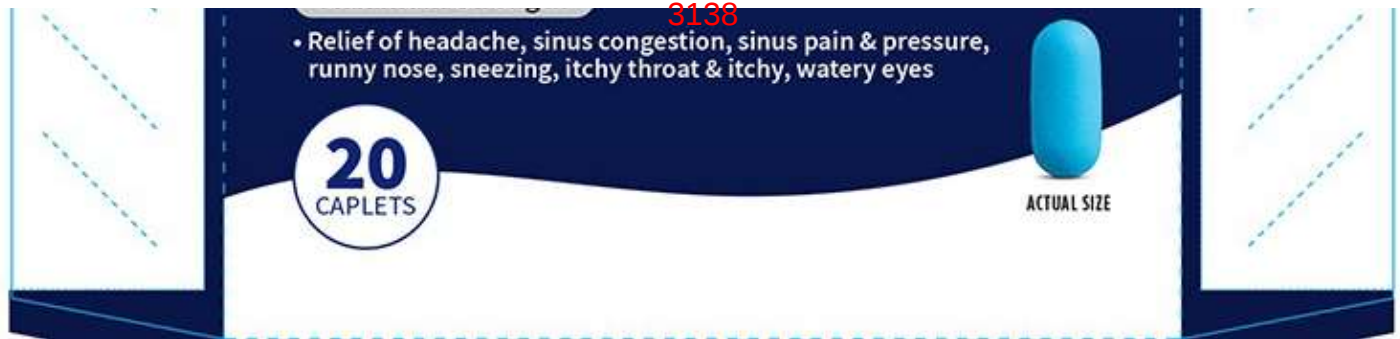 3138
• Relief of headache, sinus congestion, sinus pain & pressure,
runny nose, sneezing, itchy throat & itchy, watery eyes
20
CAPLETS
ACTUAL SIZE